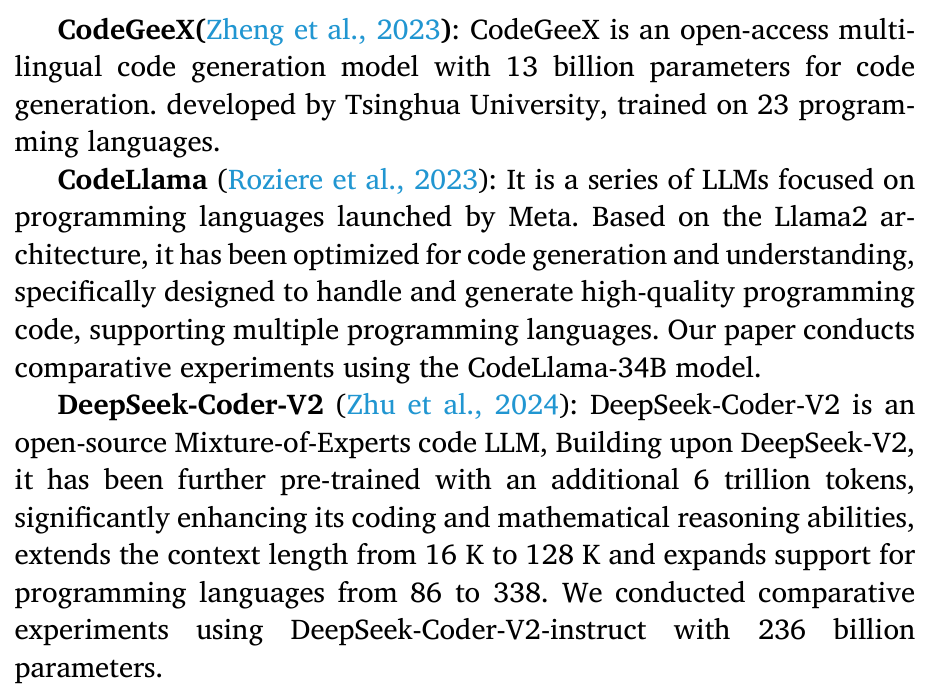 CodeGeeX(Zheng et al., 2023): CodeGeeX is an open-access multi-
lingual code generation model with 13 billion parameters for code
generation. developed by Tsinghua University, trained on 23 program-
ming languages.
CodeLlama (Roziere et al., 2023): It is a series of LLMs focused on
programming languages launched by Meta. Based on the Llama2 ar-
chitecture, it has been optimized for code generation and understanding,
specifically designed to handle and generate high-quality programming
code, supporting multiple programming languages. Our paper conducts
comparative experiments using the CodeLlama-34B model.
DeepSeek-Coder-V2 (Zhu et al., 2024): DeepSeek-Coder-V2 is an
open-source Mixture-of-Experts code LLM, Building upon DeepSeek-V2,
it has been further pre-trained with an additional 6 trillion tokens,
significantly enhancing its coding and mathematical reasoning abilities,
extends the context length from 16 K to 128 K and expands support for
programming languages from 86 to 338. We conducted comparative
experiments using DeepSeek-Coder-V2-instruct with 236 billion
parameters.